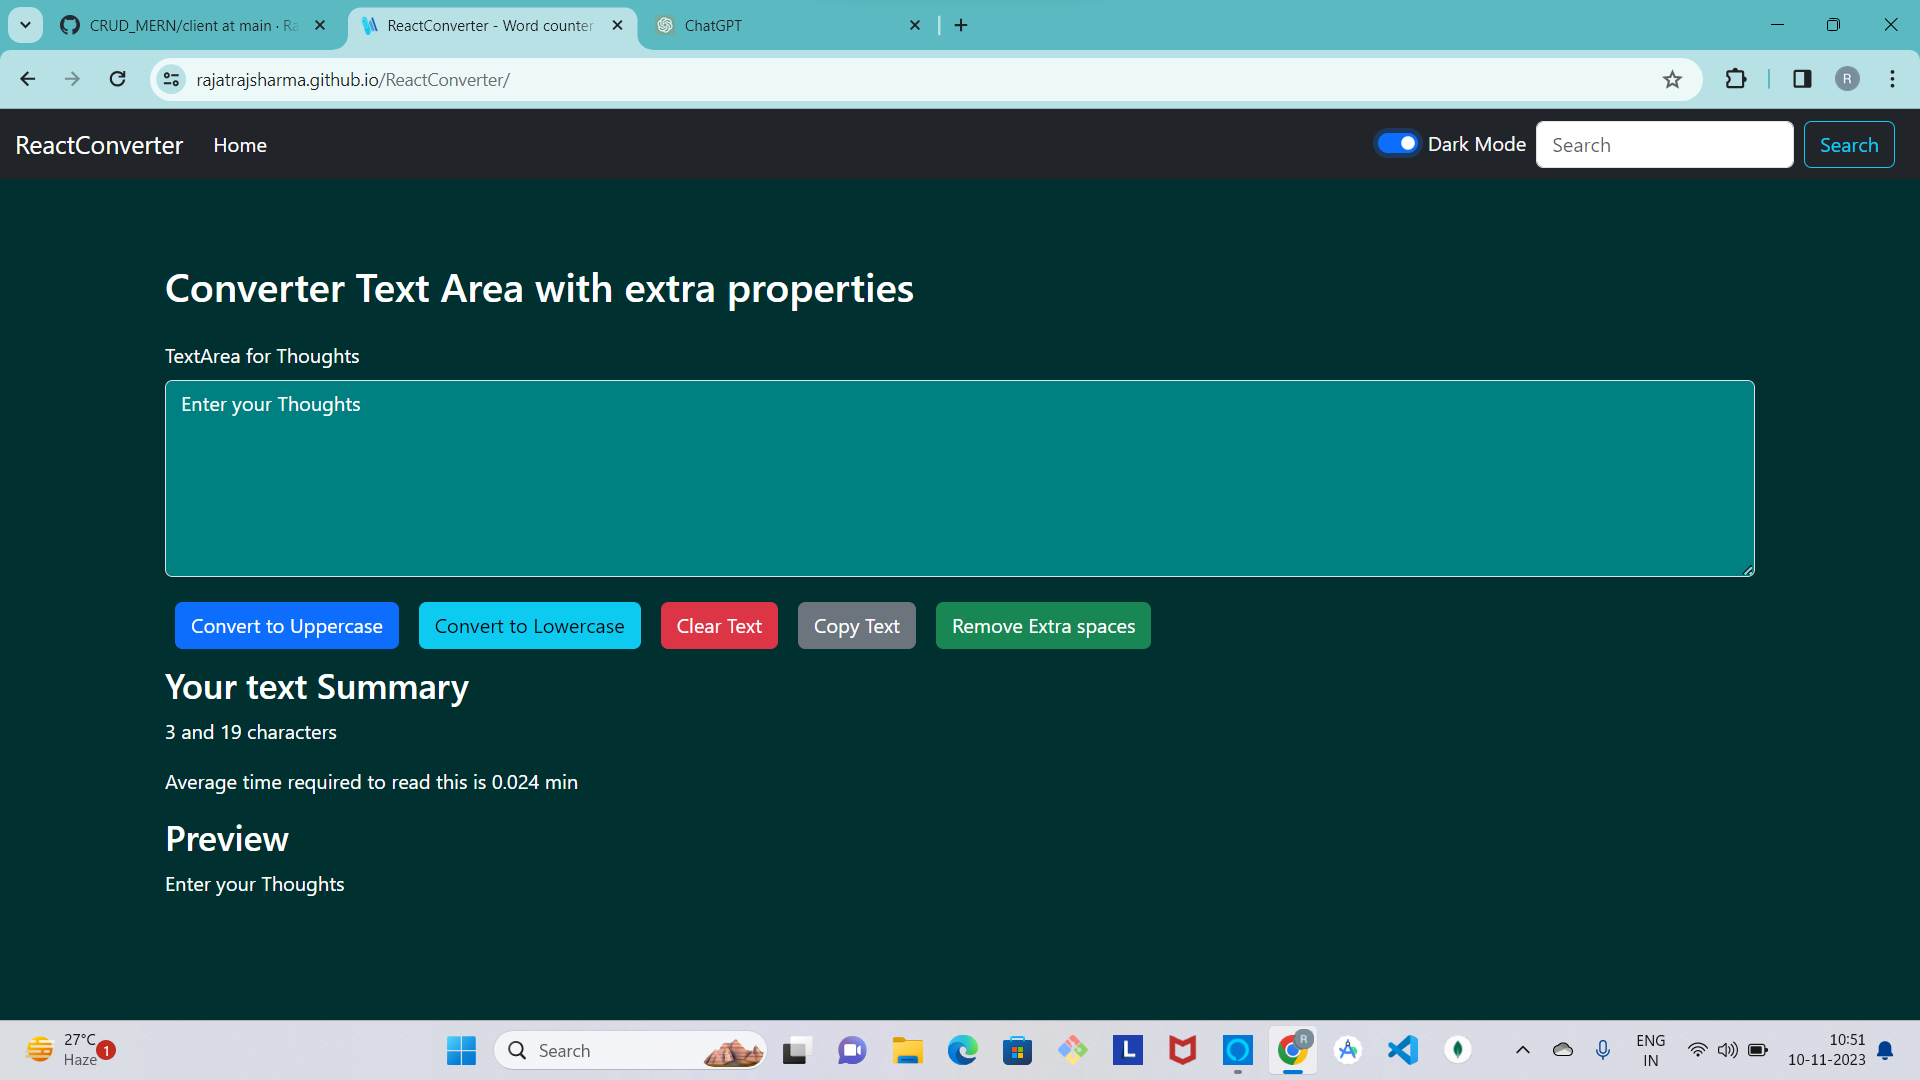 CRUD_MERN/client at main · Ra
ReactConverter - Word counter
ChatGPT
rajatrajsharma.github.io/ReactConverter/
R
ReactConverter
Home
Dark Mode
Search
Search
Converter Text Area with extra properties
TextArea for Thoughts
Enter your Thoughts
Convert to Uppercase
Convert to Lowercase
Clear Text
Copy Text
Remove Extra spaces
Your text Summary
3 and 19 characters
Average time required to read this is 0.024 min
Preview
Enter your Thoughts
27°C
Haze
1
Search
L
R
ENG
IN
10:51
10-11-2023